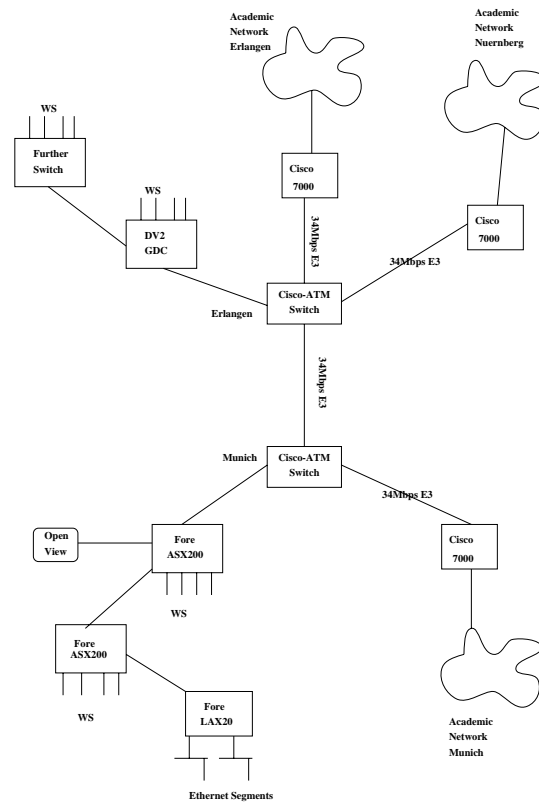 Academic
Network
Erlangen
Academic
Network
Nuernberg
WS
Further
Switch
WS
DV2
GDC
Cisco
7000
Cisco
7000
34Mbps E3
34Mbps E3
Erlangen
Cisco-ATM
Switch
34Mbps E3
Munich
Cisco-ATM
Switch
34Mbps E3
Open
View
Fore
ASX200
Cisco
7000
WS
Fore
ASX200
WS
Fore
LAX20
Academic
Network
Munich
Ethernet Segments